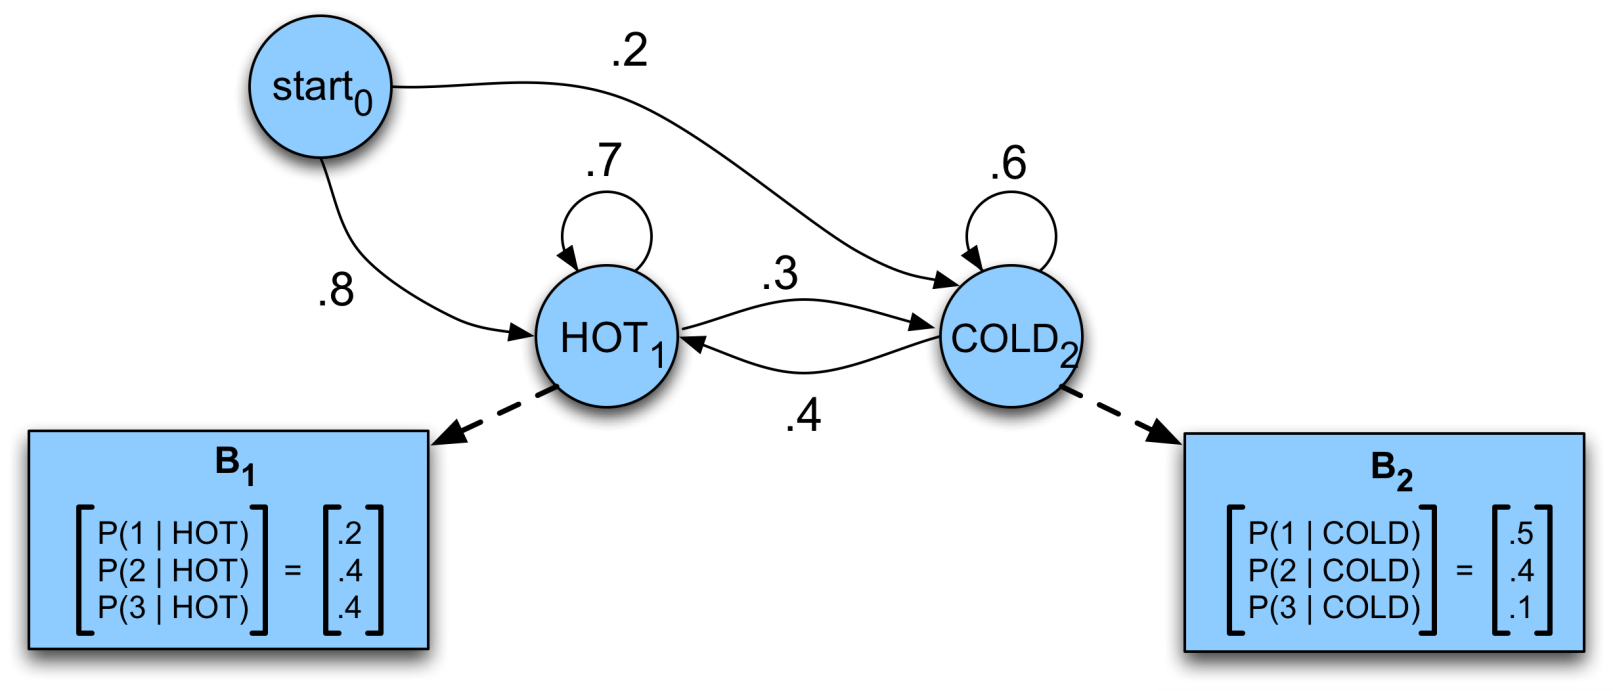 start0
.2
.7
.6
.8
.3
HOT1
COLD2
.4
B1
P(1 | HOT)
P(2 | HOT)
P(3 | HOT)
=
.2
.4
.4
B2
P(1 | COLD)
P(2 | COLD)
P(3 | COLD)
=
.5
.4
.1